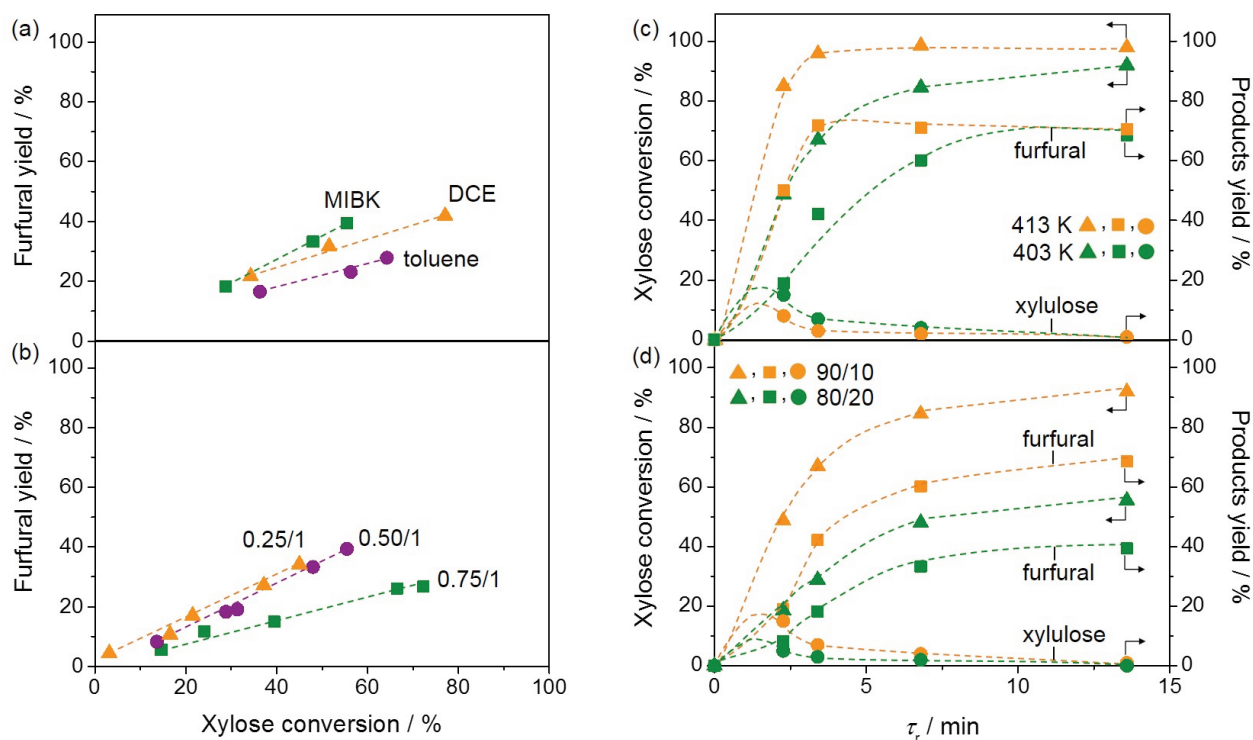 (a)
100
80
60
40
20
0
Furfural yield / %
MIBK
DCE
toluene
(b)
100
80
60
40
20
0
Furfural yield / %
0.25/1
0.50/1
0.75/1
0 20 40 60 80 100
Xylose conversion / %
(c)
100
80
60
40
20
0
Xylose conversion / %
furfural
413 K , ,
403 K , ,
xylulose
100
80
60
40
20
0
Products yield / %
(d)
, , 90/10
, , 80/20
100
80
60
40
20
0
Xylose conversion / %
furfural
furfural
xylulose
100
80
60
40
20
0
Products yield / %
0 5 10 15
τr / min